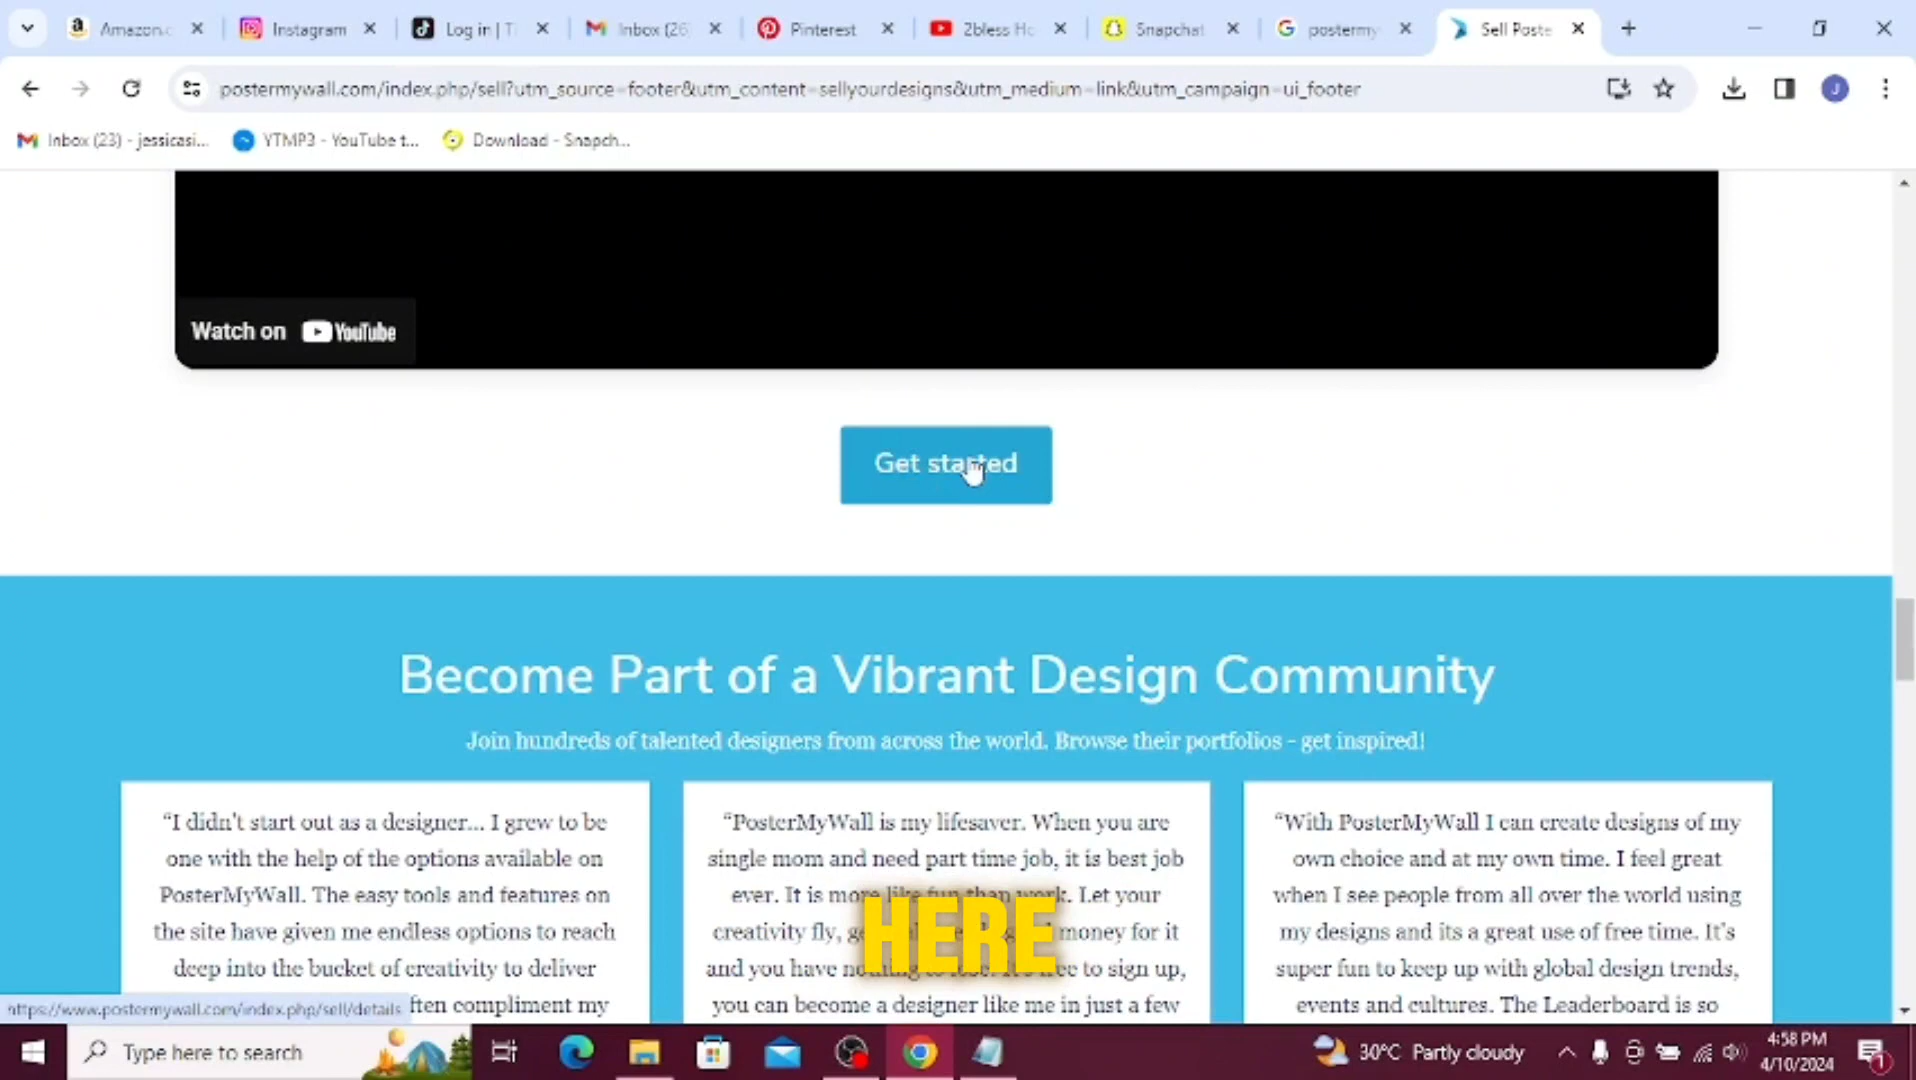 Amazon.c
Instagram
Log in | T
Inbox (26)
Pinterest
2bless Ho
Snapchat
postermy
Sell Poste
postermywall.com/index.php/sell?utm_source=footer&utm_content=sellyourdesigns&utm_medium=link&utm_campaign=ui_footer
J
Inbox (23) - jessicasi...
YTMP3 - YouTube t...
Download - Snapch...
Watch on YouTube
Get started
Become Part of a Vibrant Design Community
Join hundreds of talented designers from across the world. Browse their portfolios - get inspired!
“I didn't start out as a designer... I grew to be
one with the help of the options available on
PosterMyWall. The easy tools and features on
the site have given me endless options to reach
deep into the bucket of creativity to deliver
ften compliment my
“PosterMyWall is my lifesaver. When you are
single mom and need part time job, it is best job
ever. It is more like fun than work. Let your
creativity fly, money for it
and you have to sign up,
you can become a designer like me in just a few
“With PosterMyWall I can create designs of my
own choice and at my own time. I feel great
when I see people from all over the world using
my designs and its a great use of free time. It's
super fun to keep up with global design trends,
events and cultures. The Leaderboard is so
HERE
https://www.postermywall.com/index.php/sell/details
Type here to search
30°C Partly cloudy
4:58 PM
4/10/2024
1